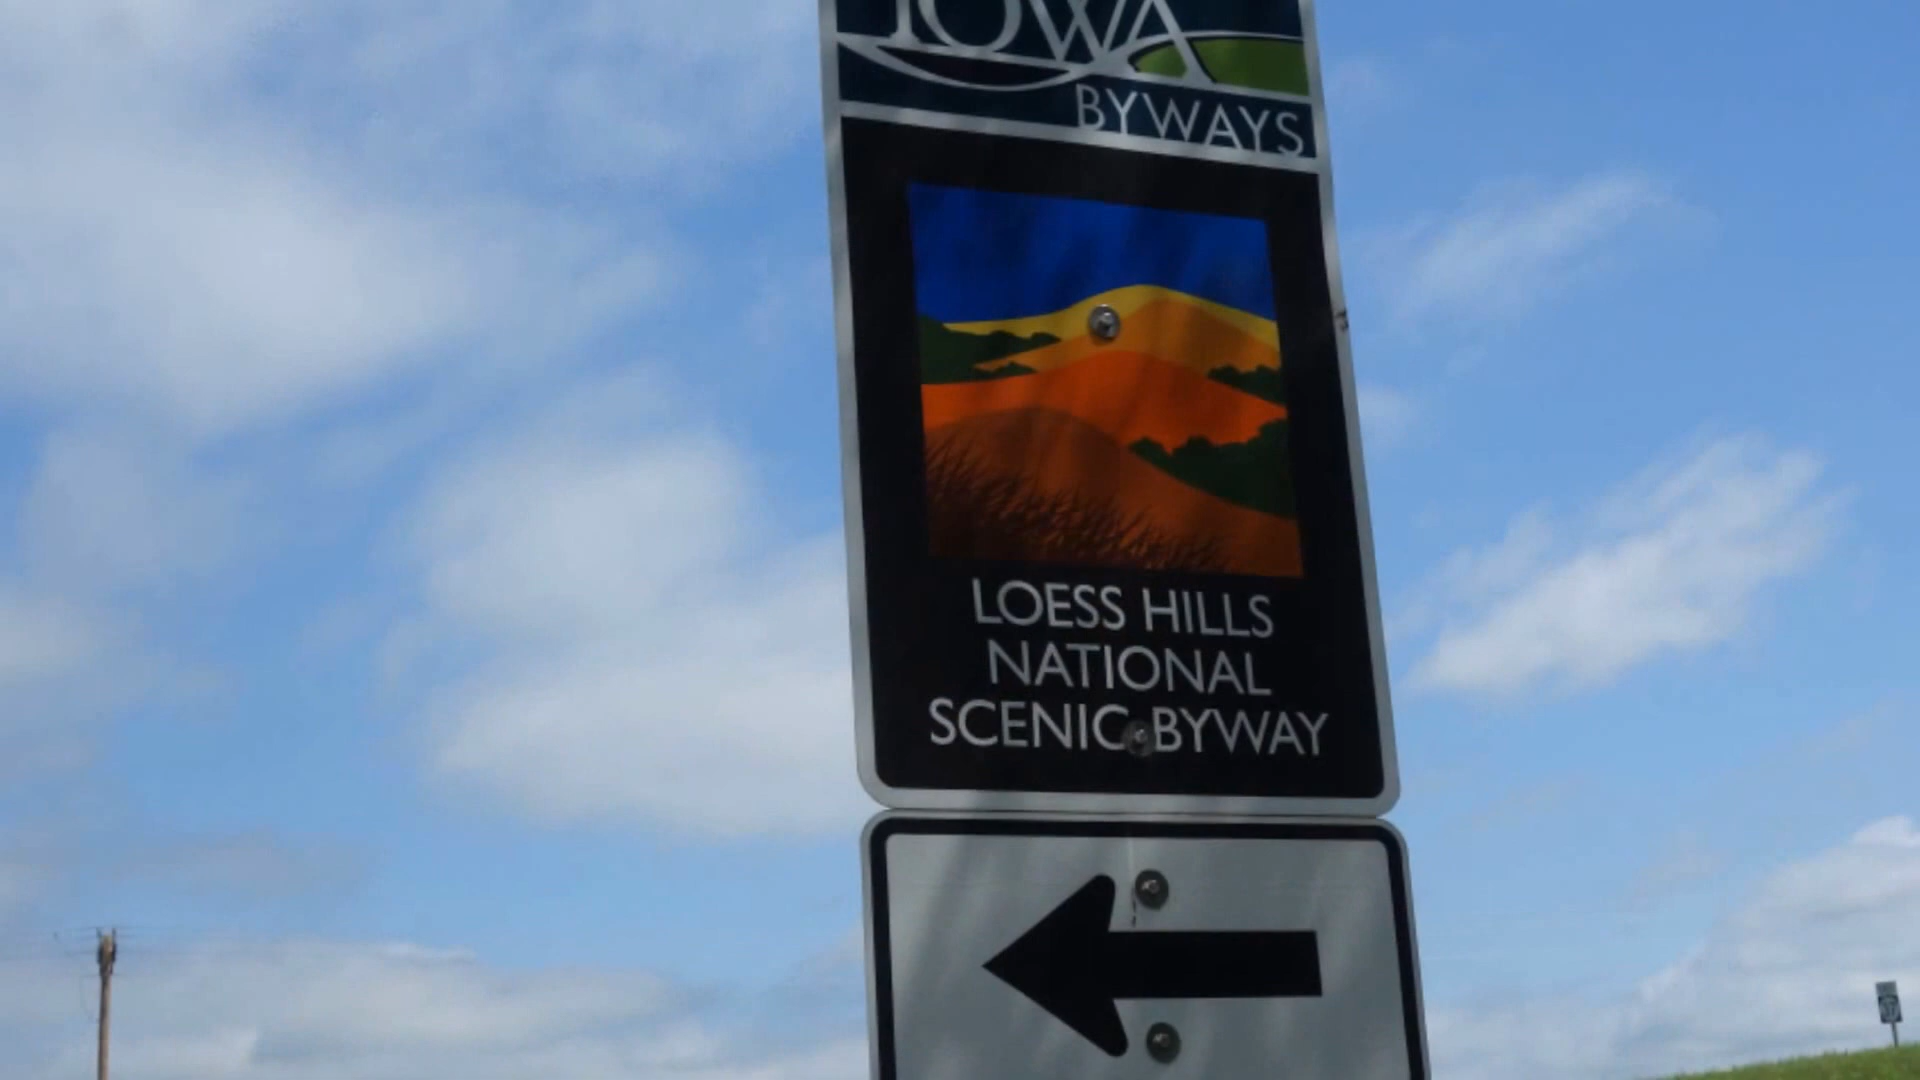 IOWA
BYWAYS
LOESS HILLS
NATIONAL
SCENIC BYWAY